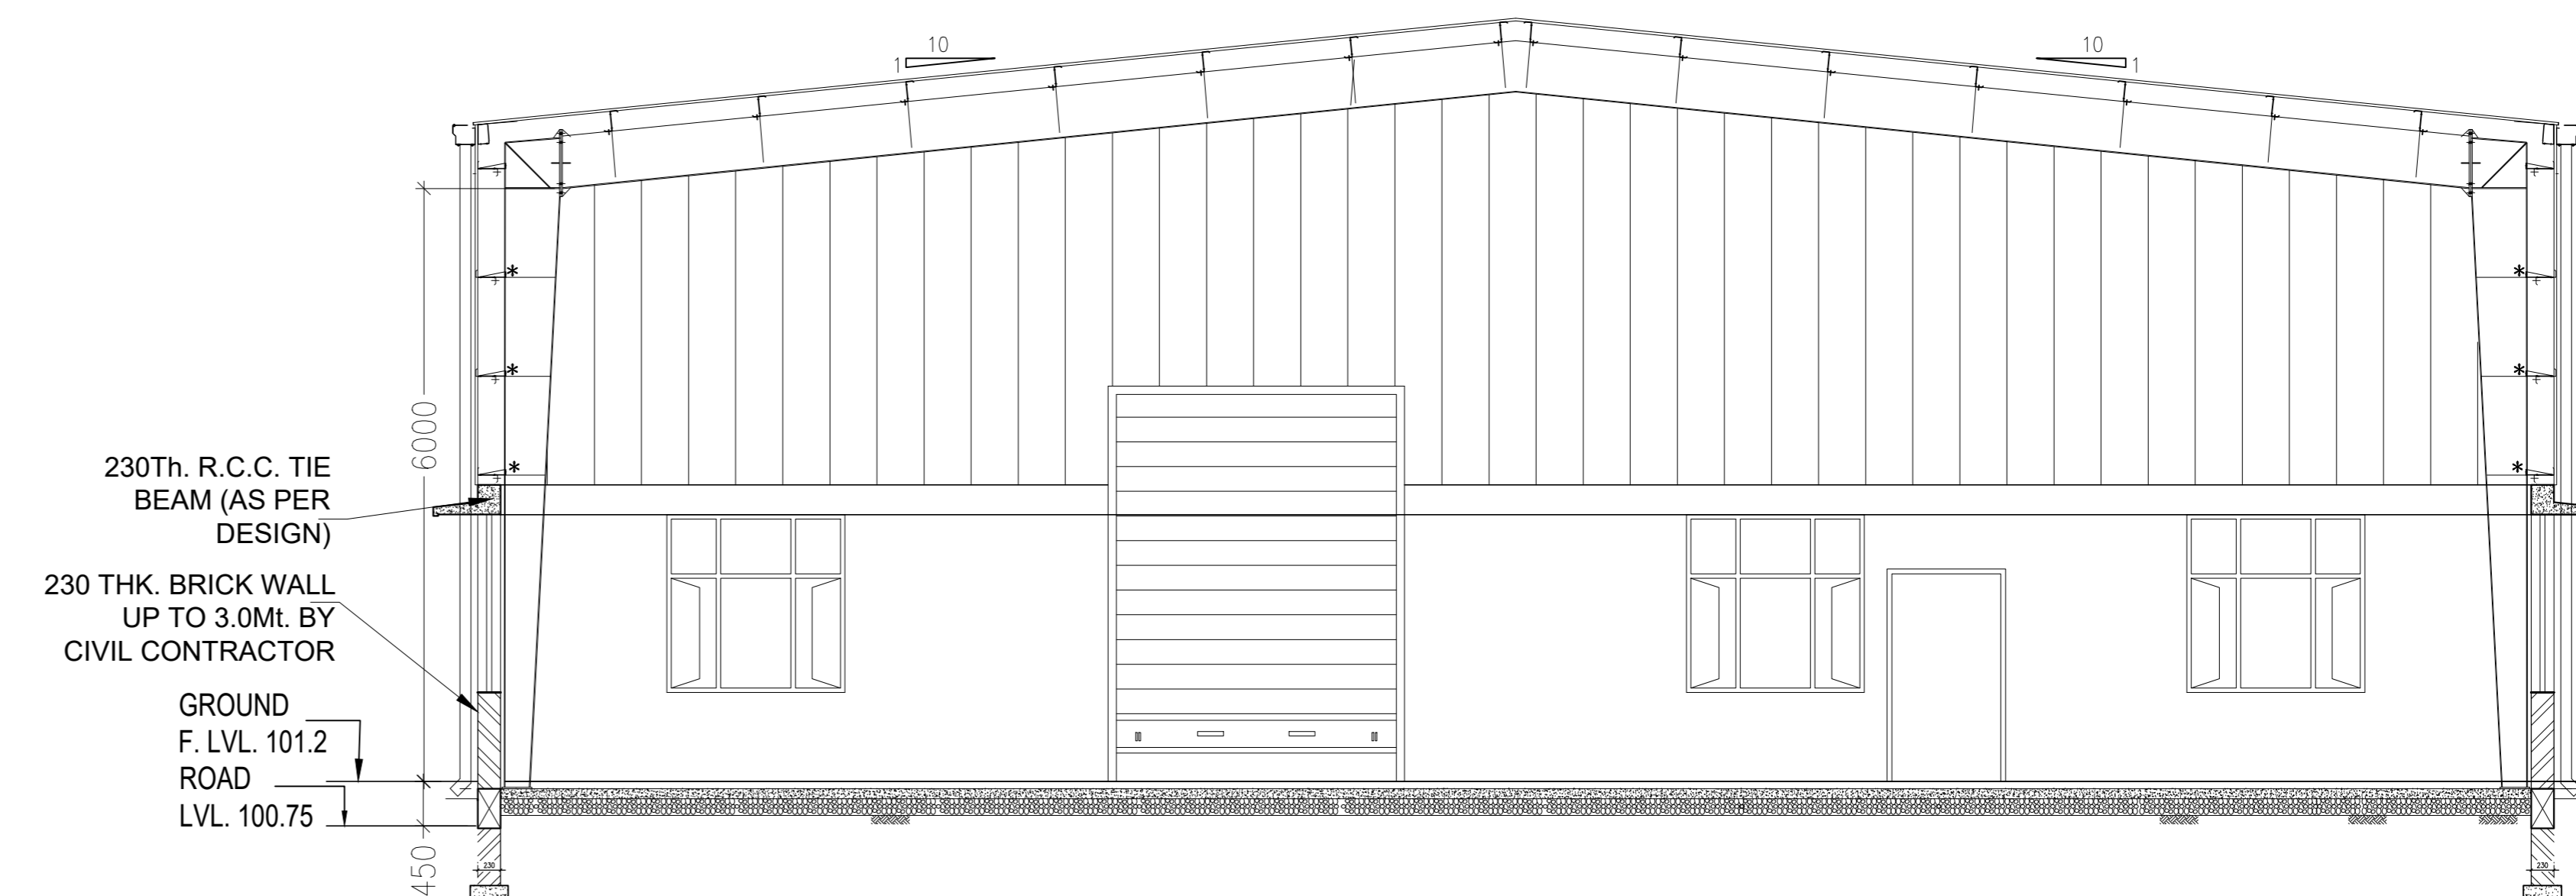 10
1
10
1
6000
230Th. R.C.C. TIE
BEAM (AS PER
DESIGN)
230 THK. BRICK WALL
UP TO 3.0Mt. BY
CIVIL CONTRACTOR
GROUND
F. LVL. 101.2
ROAD
LVL. 100.75
450
230
230